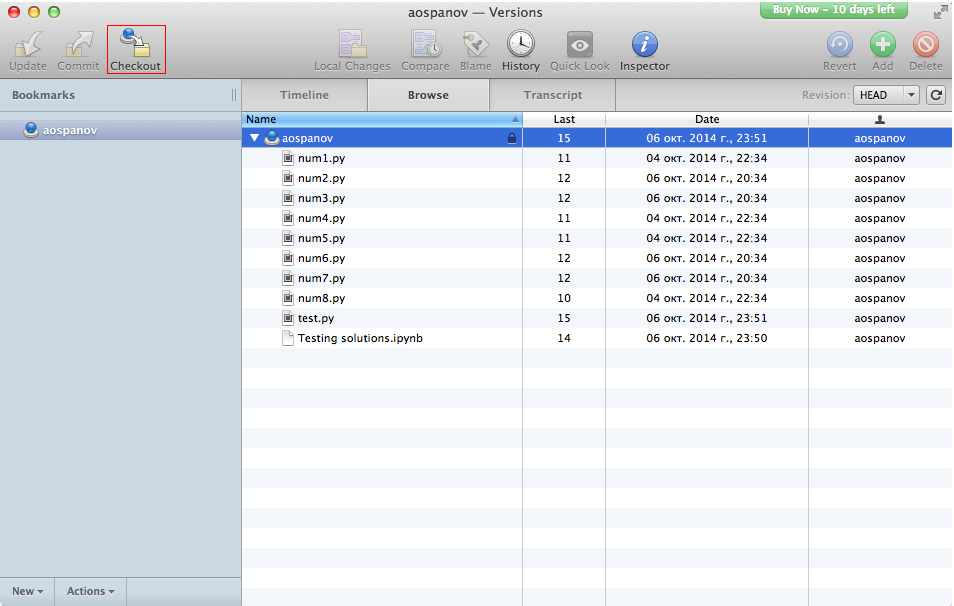 aospanov — Versions
Buy Now – 10 days left
Update Commit Checkout Local Changes Compare Blame History Quick Look Inspector Revert Add Delete
Bookmarks Timeline Browse Transcript Revision: HEAD
Name Last Date
aospanov
aospanov 15 06 окт. 2014 г., 23:51 aospanov
num1.py 11 04 окт. 2014 г., 22:34 aospanov
num2.py 12 06 окт. 2014 г., 20:34 aospanov
num3.py 12 06 окт. 2014 г., 20:34 aospanov
num4.py 11 04 окт. 2014 г., 22:34 aospanov
num5.py 11 04 окт. 2014 г., 22:34 aospanov
num6.py 12 06 окт. 2014 г., 20:34 aospanov
num7.py 12 06 окт. 2014 г., 20:34 aospanov
num8.py 10 04 окт. 2014 г., 22:34 aospanov
test.py 15 06 окт. 2014 г., 23:51 aospanov
Testing solutions.ipynb 14 06 окт. 2014 г., 23:50 aospanov
New Actions